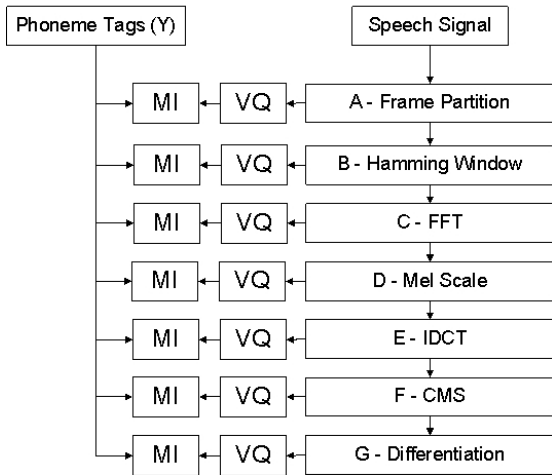 Phoneme Tags (Y) Speech Signal
MI VQ A - Frame Partition
MI VQ B - Hamming Window
MI VQ C - FFT
MI VQ D - Mel Scale
MI VQ E - IDCT
MI VQ F - CMS
MI VQ G - Differentiation